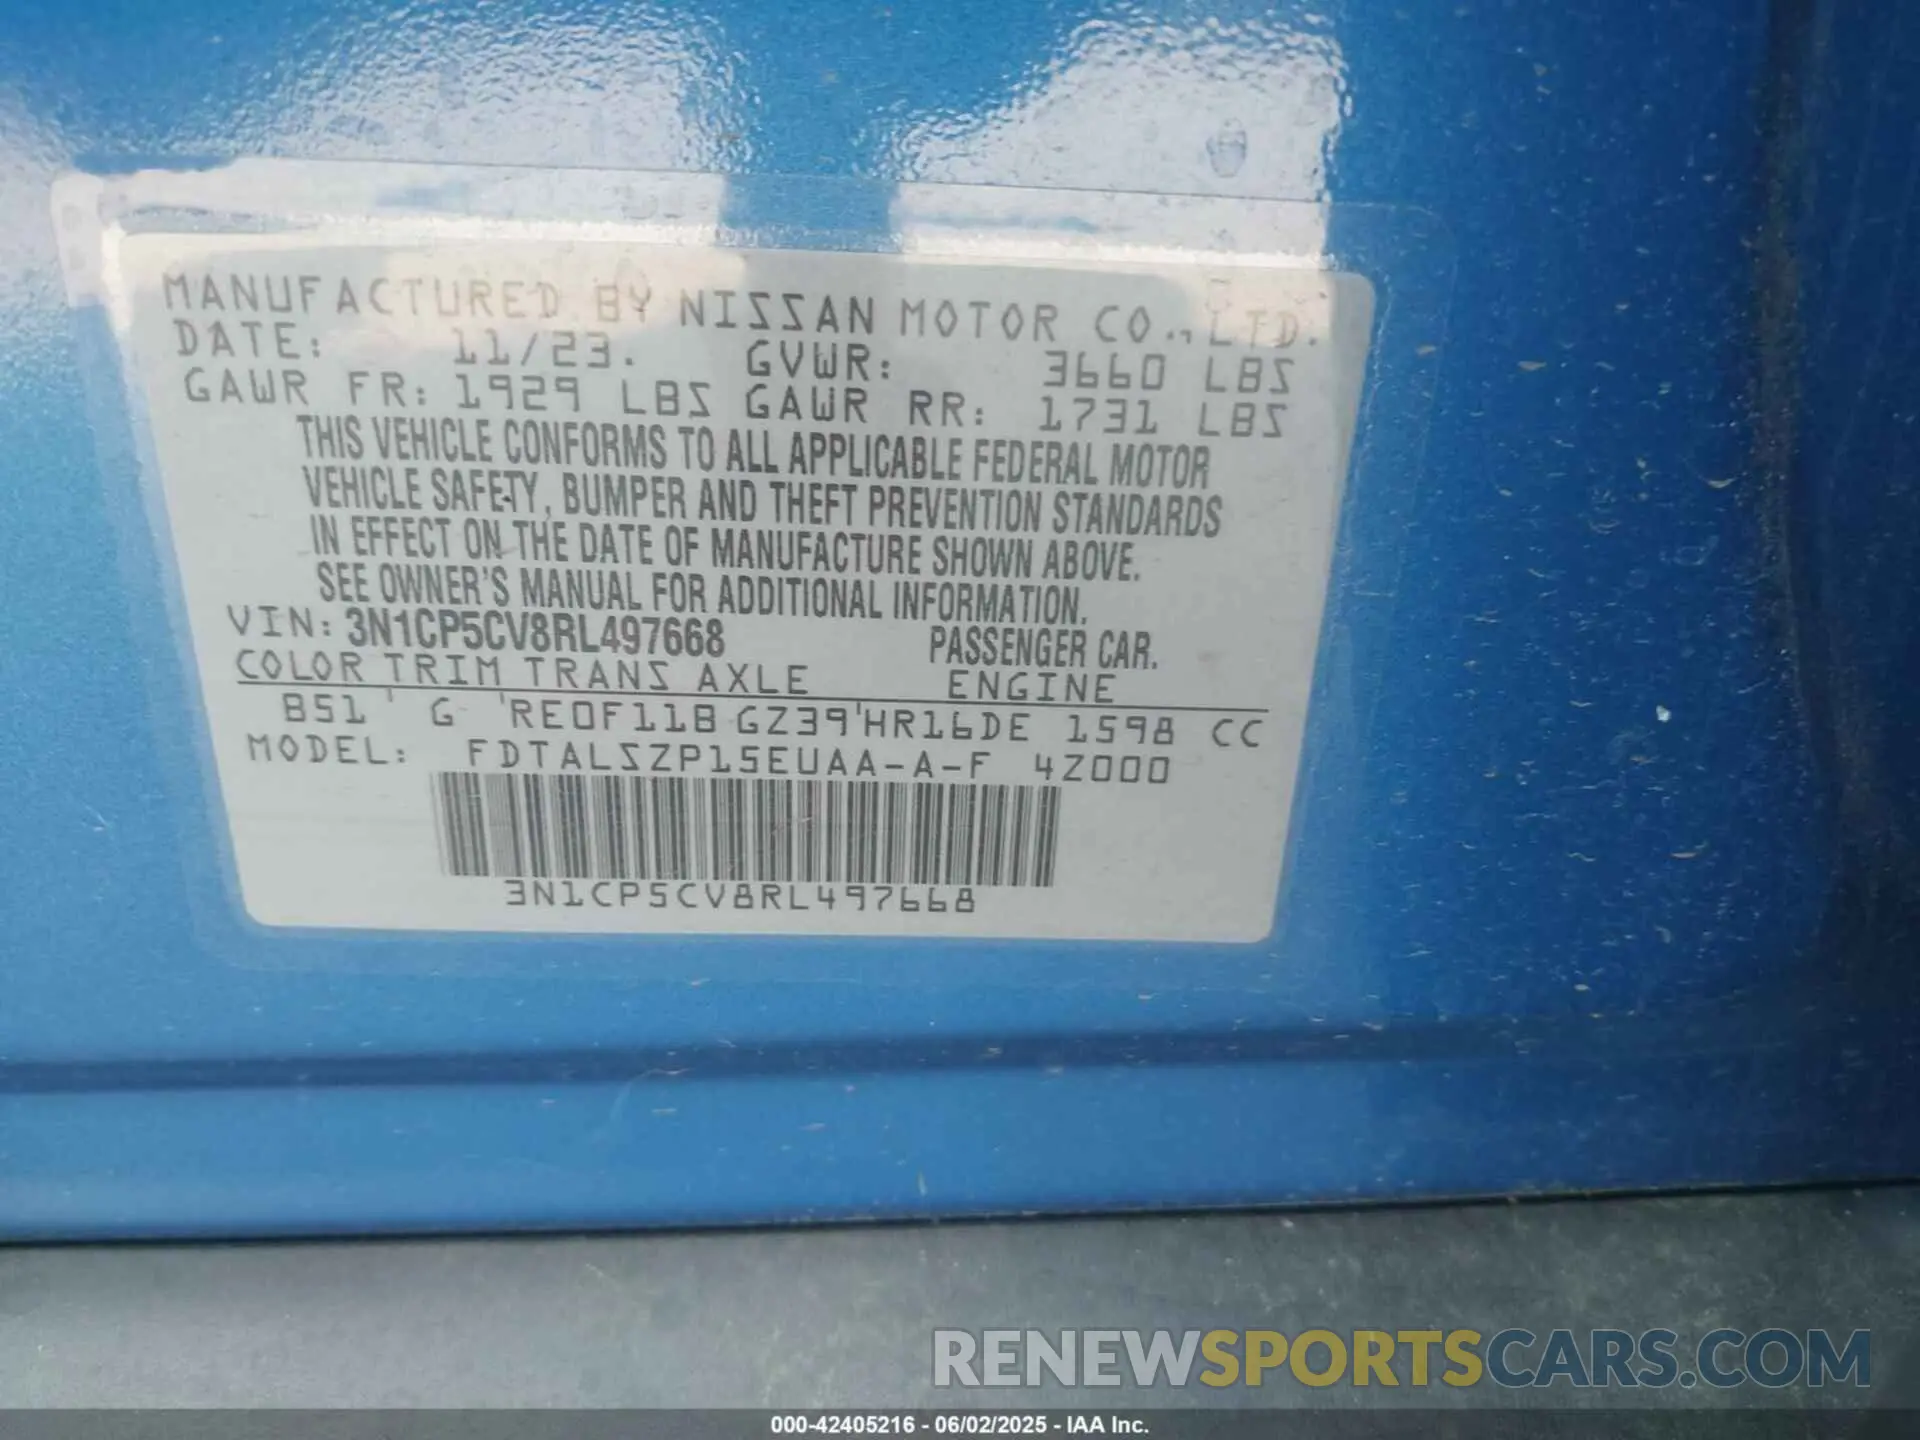 MANUFACTURED BY NISSAN MOTOR CO., LTD.
DATE: 11/23. GVWR: 3660 LBS
GAWR FR: 1929 LBS GAWR RR: 1731 LBS
THIS VEHICLE CONFORMS TO ALL APPLICABLE FEDERAL MOTOR
VEHICLE SAFETY, BUMPER AND THEFT PREVENTION STANDARDS
IN EFFECT ON THE DATE OF MANUFACTURE SHOWN ABOVE.
SEE OWNER'S MANUAL FOR ADDITIONAL INFORMATION.
VIN: 3N1CP5CV8RL497668 PASSENGER CAR.
COLOR TRIM TRANS AXLE ENGINE
B51 ' G ' RE0F11B GZ39 ' HR16DE 1598 CC
MODEL: FDTALSZP15EUAA-A-F 4Z000
3N1CP5CV8RL497668
RENEWSPORTSCARS.COM
000-42405216 - 06/02/2025 - IAA Inc.